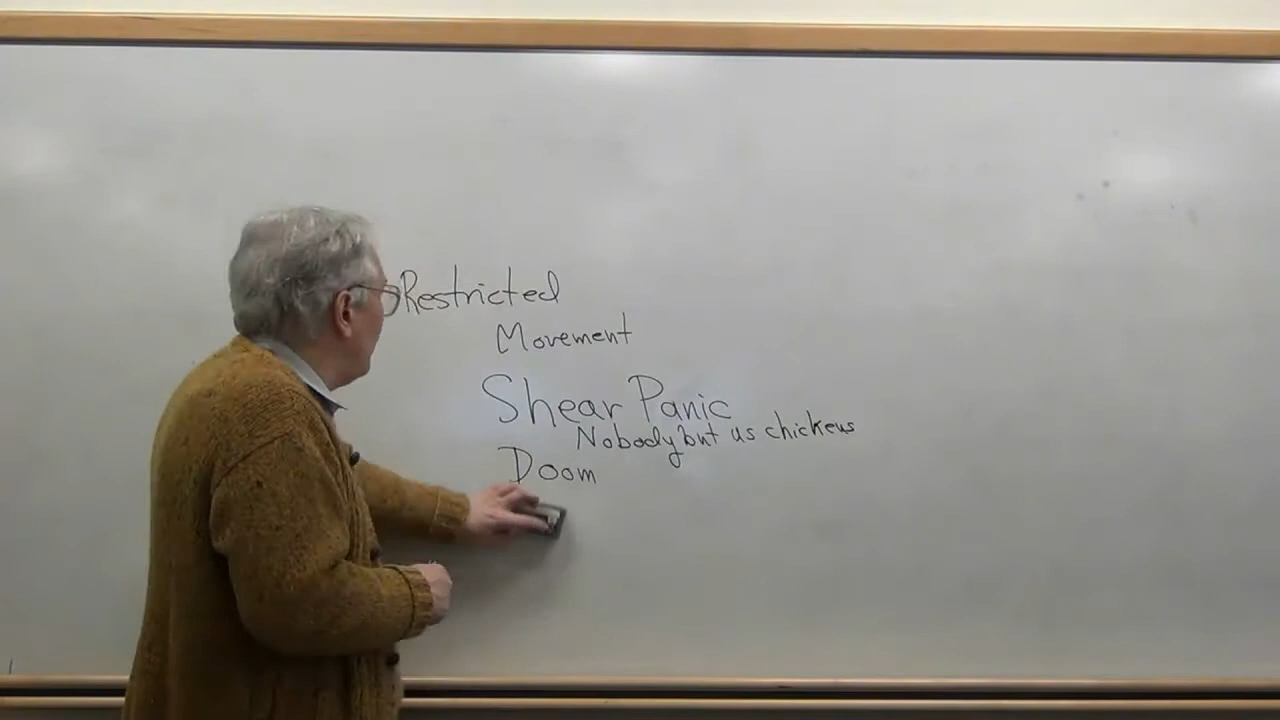 Restricted
Movement
Shear Panic
Nobody but us chickens
Doom